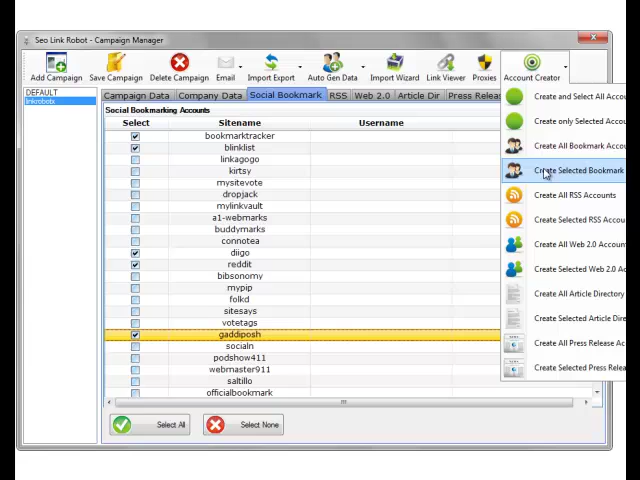 Seo Link Robot - Campaign Manager
Add Campaign Save Campaign Delete Campaign Email Import Export Auto Gen Data Import Wizard Link Viewer Proxies Account Creator
DEFAULT
linkrobotx
Campaign Data Company Data Social Bookmark RSS Web 2.0 Article Dir Press Releas
Social Bookmarking Accounts
Select Sitename Username
bookmarktracker
blinklist
linkagogo
kirtsy
mysitevote
dropjack
mylinkvault
a1-webmarks
buddymarks
connotea
diigo
reddit
bibsonomy
mypip
folkd
sitesays
votetags
gaddiposh
socialn
podshow411
webmaster911
saltillo
officialbookmark
Create and Select All Accou
Create only Selected Accou
Create All Bookmark Accou
Create Selected Bookmark
Create All RSS Accounts
Create Selected RSS Accou
Create All Web 2.0 Account
Create Selected Web 2.0 Ac
Create All Article Directory
Create Selected Article Dire
Create All Press Release Ac
Create Selected Press Relea
Select All Select None